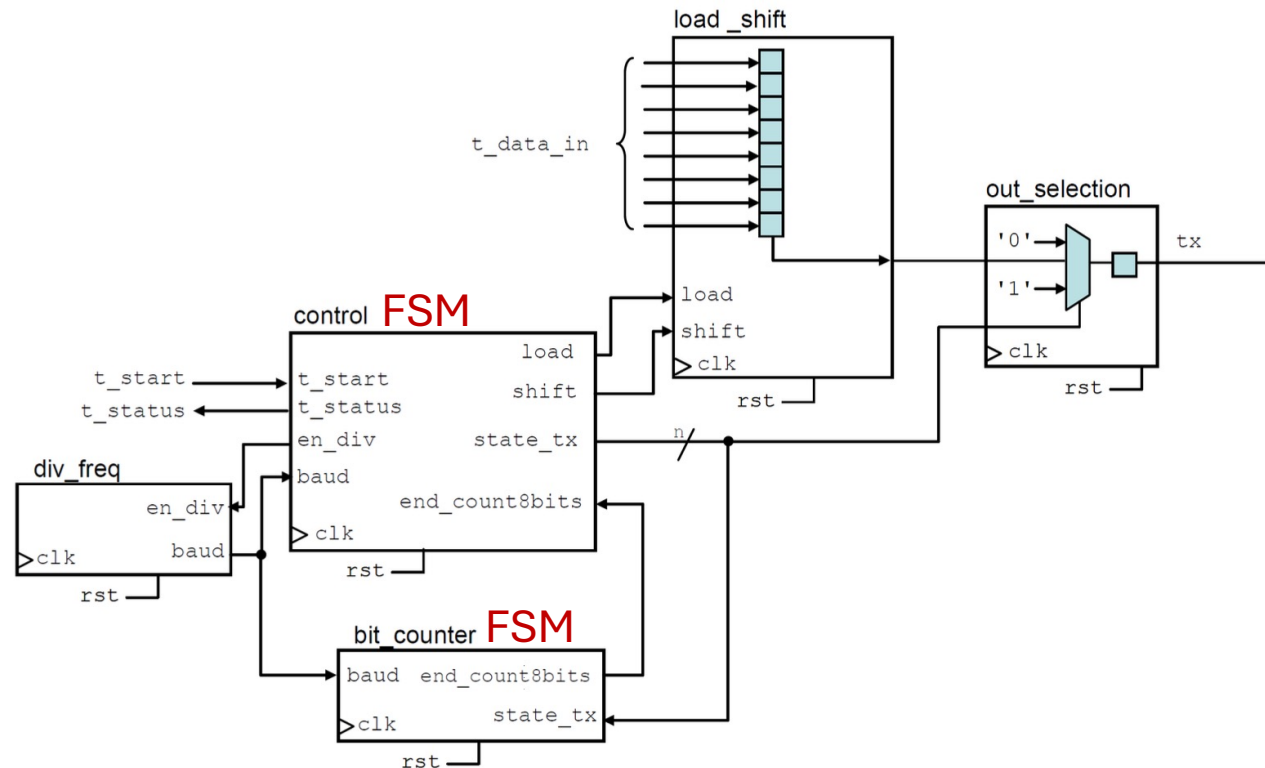 load _shift
t_data_in
load
shift
clk
rst
out_selection
'0'
'1'
clk
rst
tx
control FSM
t_start
t_status
t_start
t_status
en_div
baud
clk
load
shift
state_tx
end_count8bits
rst
n
div_freq
en_div
baud
clk
rst
bit_counter FSM
baud
end_count8bits
state_tx
clk
rst